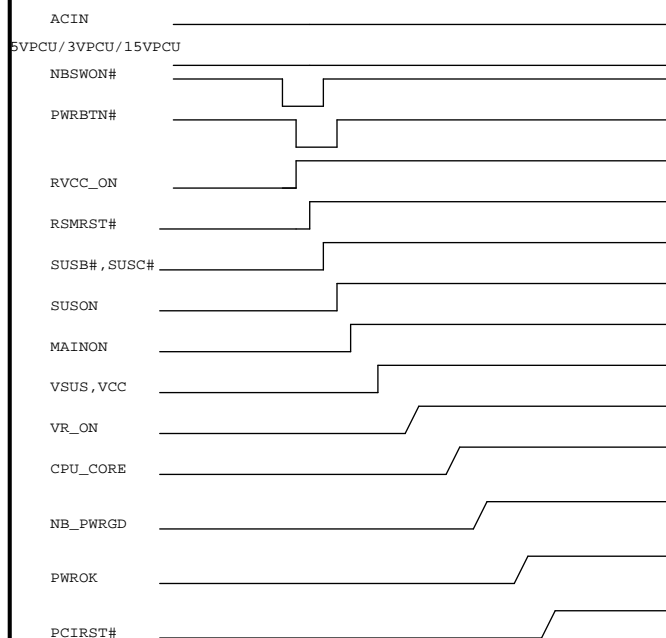 ACIN
5VPCU/3VPCU/15VPCU
NBSWON#
PWRBTN#
RVCC_ON
RSMRST#
SUSB#,SUSC#
SUSON
MAINON
VSUS,VCC
VR_ON
CPU_CORE
NB_PWRGD
PWROK
PCIRST#